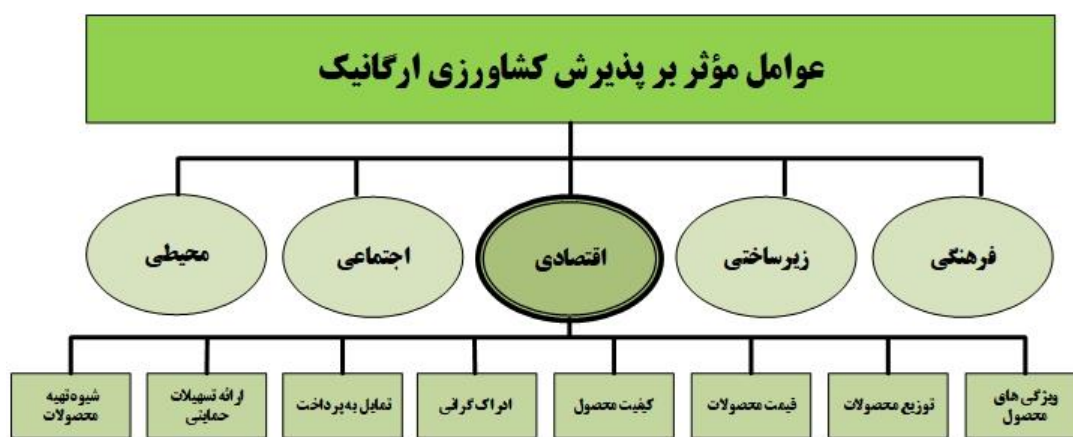 عوامل مؤثر بر پذیرش کشاورزی ارگانیک
فرهنگی
زیرساختی
اقتصادی
اجتماعی
محیطی
ویژگی های
محصول
توزیع محصولات
قیمت محصولات
کیفیت محصول
ادراک گرانی
تمایل به پرداخت
ارائه تسهیلات
حمایتی
شیوه تهیه
محصولات